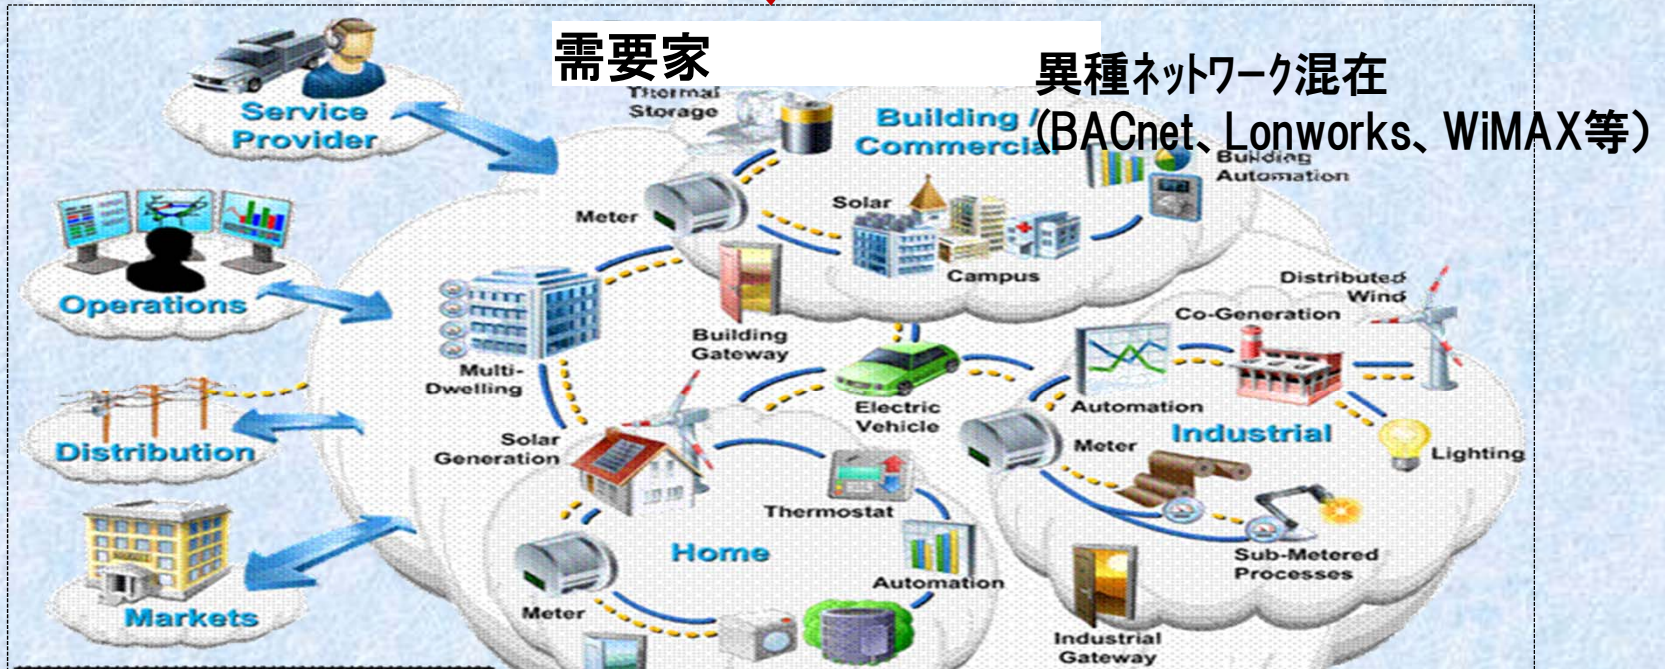 需要家
異種ネットワーク混在
(BACnet、Lonworks、WiMAX等)
Service
Provider
Thermal
Storage
Building /
Commercial
Building
Automation
Meter
Solar
Campus
Operations
Distributed
Wind
Co-Generation
Building
Gateway
Multi-
Dwelling
Electric
Vehicle
Automation
Distribution
Solar
Generation
Meter
Industrial
Lighting
Thermostat
Home
Automation
Sub-Metered
Processes
Markets
Meter
Industrial
Gateway